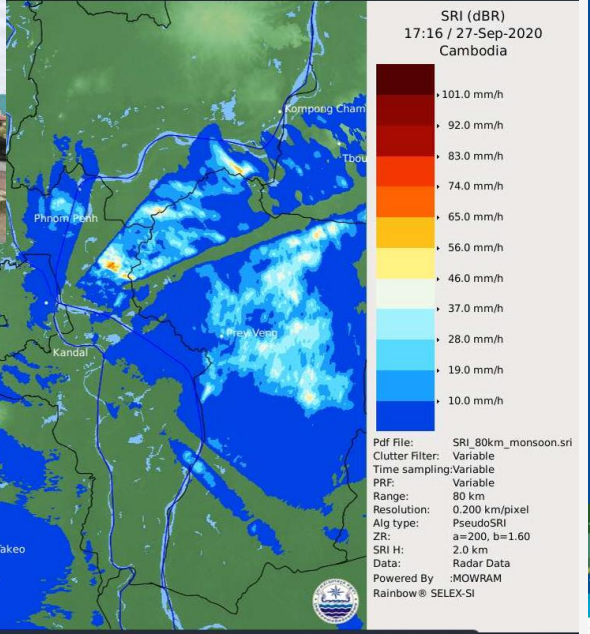 SRI (dBR)
17:16 / 27-Sep-2020
Cambodia
101.0 mm/h
92.0 mm/h
83.0 mm/h
74.0 mm/h
65.0 mm/h
56.0 mm/h
46.0 mm/h
37.0 mm/h
28.0 mm/h
19.0 mm/h
10.0 mm/h
Pdf File: SRI_80km_monsoon.sri
Clutter Filter: Variable
Time sampling:Variable
PRF: Variable
Range: 80 km
Resolution: 0.200 km/pixel
Alg type: PseudoSRI
ZR: a=200, b=1.60
SRI H: 2.0 km
Data: Radar Data
Powered By :MOWRAM
Rainbow® SELEX-SI
Kompong Cham
Tbou
Phnom Penh
Prey Veng
Kandal
Takeo